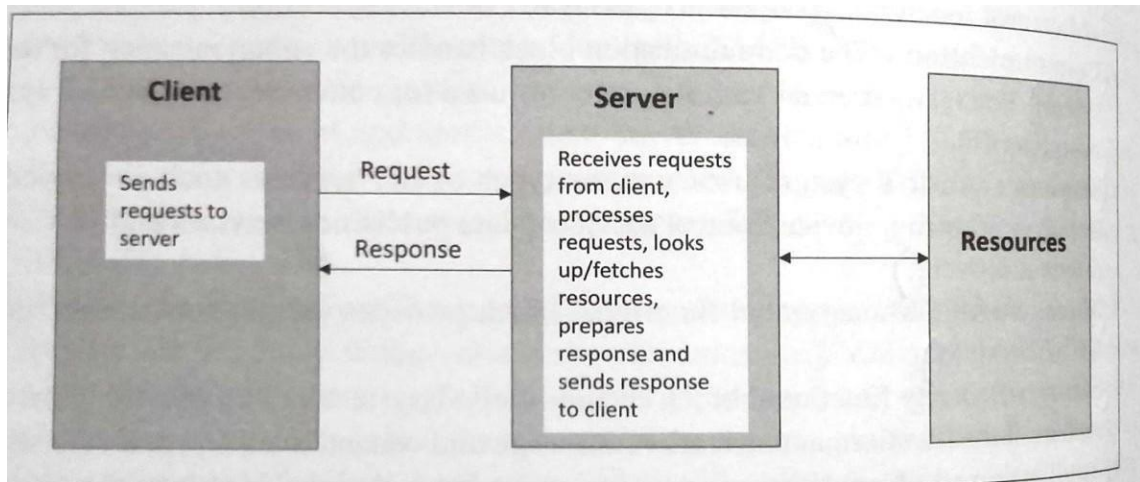 Client
Sends
requests to
server
Request
Response
Server
Receives requests
from client,
processes
requests, looks
up/fetches
resources,
prepares
response and
sends response
to client
Resources